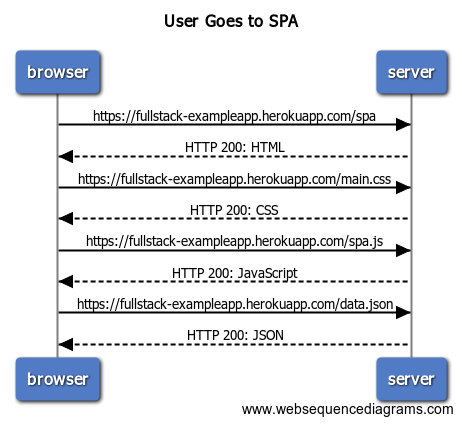 User Goes to SPA
browser server
https://fullstack-exampleapp.herokuapp.com/spa
HTTP 200: HTML
https://fullstack-exampleapp.herokuapp.com/main.css
HTTP 200: CSS
https://fullstack-exampleapp.herokuapp.com/spa.js
HTTP 200: JavaScript
https://fullstack-exampleapp.herokuapp.com/data.json
HTTP 200: JSON
browser server
www.websequencediagrams.com